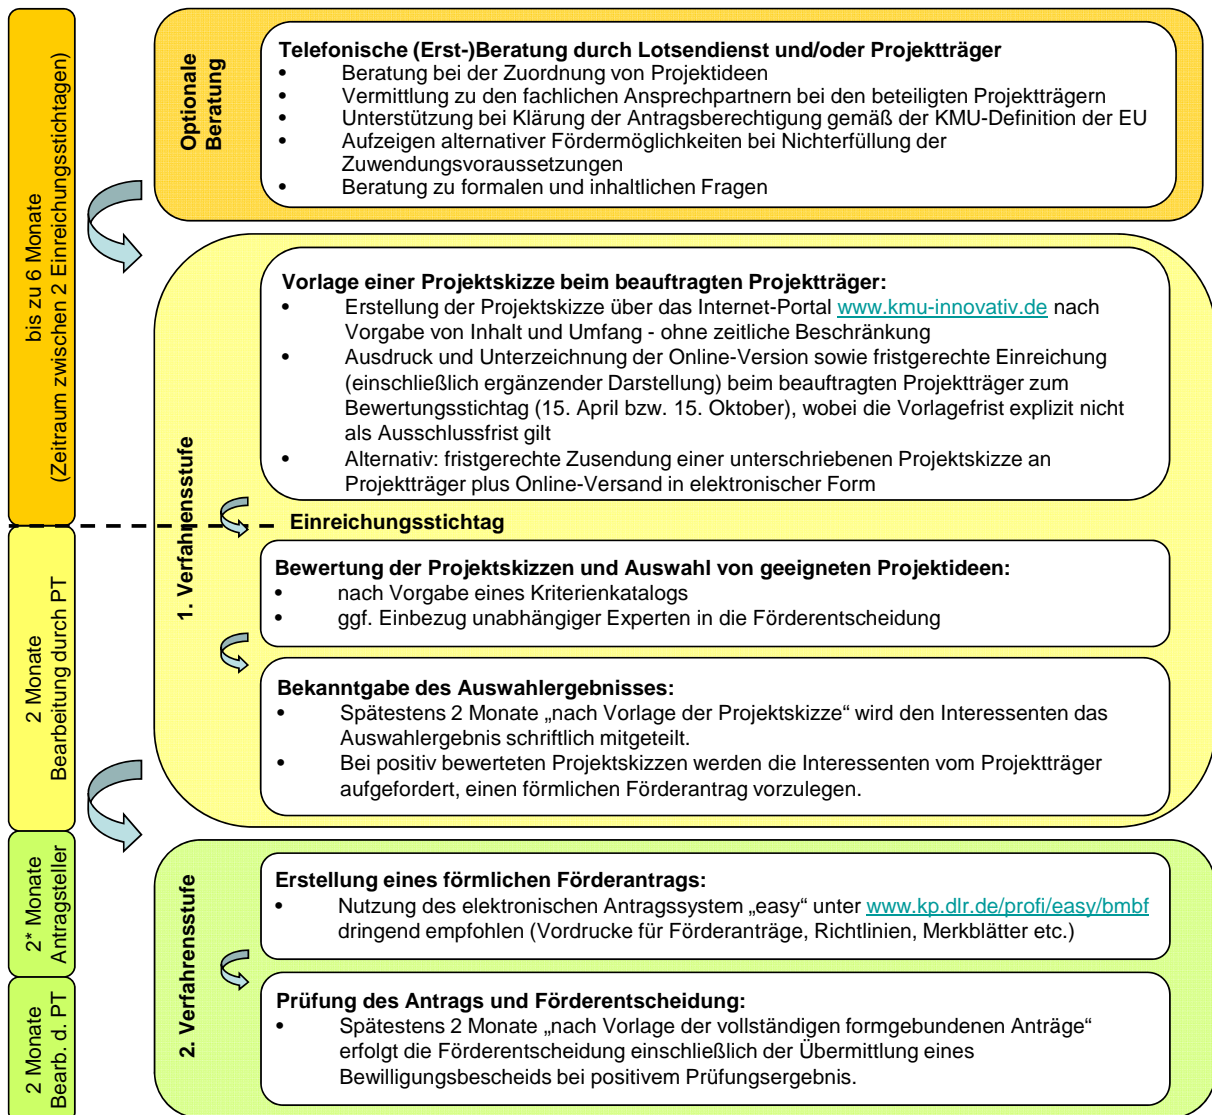 bis zu 6 Monate
(Zeitraum zwischen 2 Einreichungsstichtagen)
Optionale
Beratung
Telefonische (Erst-)Beratung durch Lotsendienst und/oder Projektträger
• Beratung bei der Zuordnung von Projektideen
• Vermittlung zu den fachlichen Ansprechpartnern bei den beteiligten Projektträgern
• Unterstützung bei Klärung der Antragsberechtigung gemäß der KMU-Definition der EU
• Aufzeigen alternativer Fördermöglichkeiten bei Nichterfüllung der
Zuwendungsvoraussetzungen
• Beratung zu formalen und inhaltlichen Fragen
1. Verfahrensstufe
Vorlage einer Projektskizze beim beauftragten Projektträger:
• Erstellung der Projektskizze über das Internet-Portal www.kmu-innovativ.de nach
Vorgabe von Inhalt und Umfang - ohne zeitliche Beschränkung
• Ausdruck und Unterzeichnung der Online-Version sowie fristgerechte Einreichung
(einschließlich ergänzender Darstellung) beim beauftragten Projektträger zum
Bewertungsstichtag (15. April bzw. 15. Oktober), wobei die Vorlagefrist explizit nicht
als Ausschlussfrist gilt
• Alternativ: fristgerechte Zusendung einer unterschriebenen Projektskizze an
Projektträger plus Online-Versand in elektronischer Form
Einreichungsstichtag
2 Monate
Bearbeitung durch PT
Bewertung der Projektskizzen und Auswahl von geeigneten Projektideen:
• nach Vorgabe eines Kriterienkatalogs
• ggf. Einbezug unabhängiger Experten in die Förderentscheidung
Bekanntgabe des Auswahlergebnisses:
• Spätestens 2 Monate „nach Vorlage der Projektskizze“ wird den Interessenten das
Auswahlergebnis schriftlich mitgeteilt.
• Bei positiv bewerteten Projektskizzen werden die Interessenten vom Projektträger
aufgefordert, einen förmlichen Förderantrag vorzulegen.
2* Monate
Antragsteller
2. Verfahrensstufe
Erstellung eines förmlichen Förderantrags:
• Nutzung des elektronischen Antragssystem „easy“ unter www.kp.dlr.de/profi/easy/bmbf
dringend empfohlen (Vordrucke für Förderanträge, Richtlinien, Merkblätter etc.)
2 Monate
Bearb. d. PT
Prüfung des Antrags und Förderentscheidung:
• Spätestens 2 Monate „nach Vorlage der vollständigen formgebundenen Anträge“
erfolgt die Förderentscheidung einschließlich der Übermittlung eines
Bewilligungsbescheids bei positivem Prüfungsergebnis.